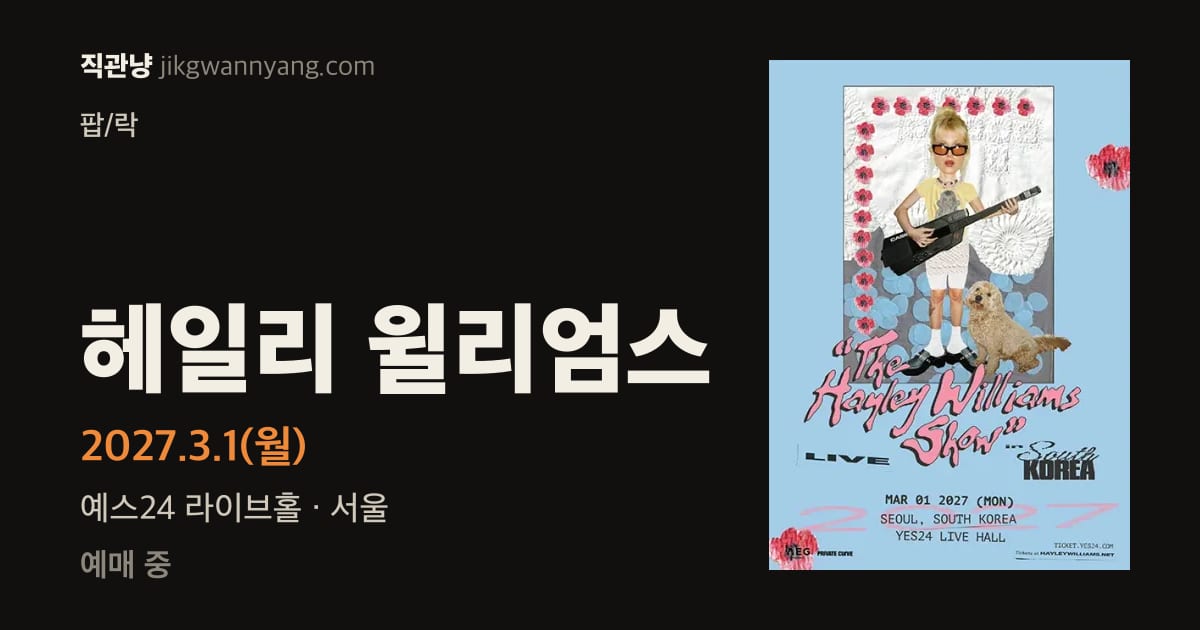 직관냥 jikgwannyang.com
팝/락
헤일리 윌리엄스
2027.3.1(월)
예스24 라이브홀 · 서울
예매 중
CASIO
"The
Hayley Williams
Show"
LIVE
in South
KOREA
2027
MAR 01 2027 (MON)
SEOUL, SOUTH KOREA
YES24 LIVE HALL
AEG PRIVATE CURVE
TICKET.YES24.COM
Tickets at HAYLEYWILLIAMS.NET